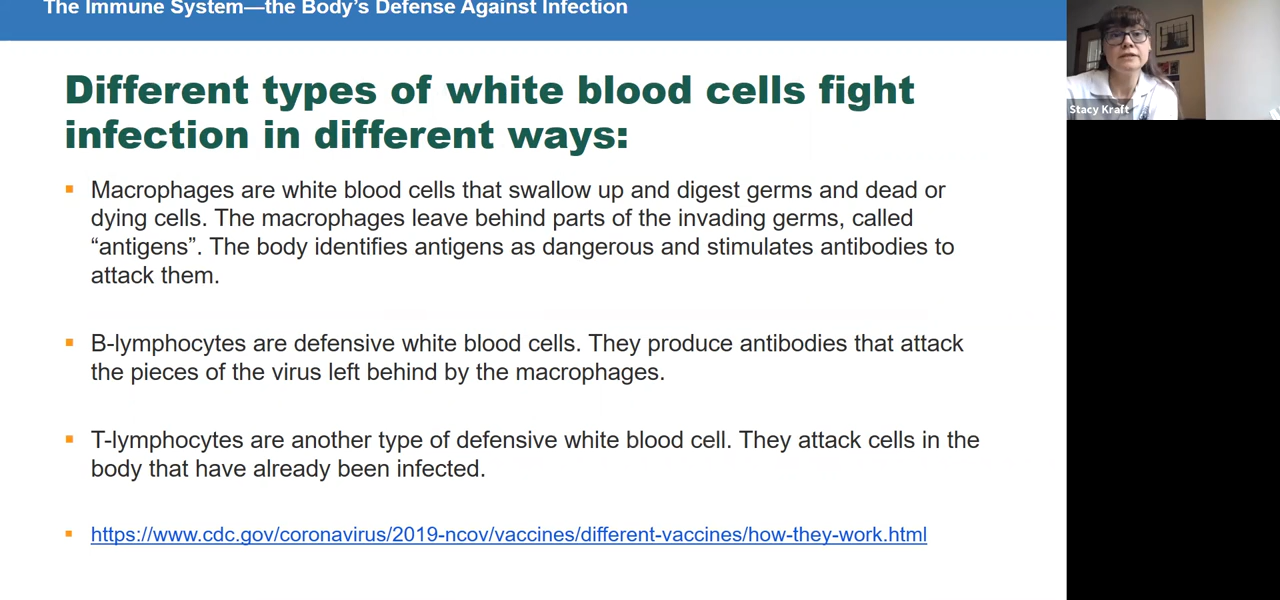 The Immune System—the Body’s Defense Against Infection
Different types of white blood cells fight
infection in different ways:
Macrophages are white blood cells that swallow up and digest germs and dead or
dying cells. The macrophages leave behind parts of the invading germs, called
“antigens”. The body identifies antigens as dangerous and stimulates antibodies to
attack them.
B-lymphocytes are defensive white blood cells. They produce antibodies that attack
the pieces of the virus left behind by the macrophages.
T-lymphocytes are another type of defensive white blood cell. They attack cells in the
body that have already been infected.
https://www.cdc.gov/coronavirus/2019-ncov/vaccines/different-vaccines/how-they-work.html
Stacy Kraft